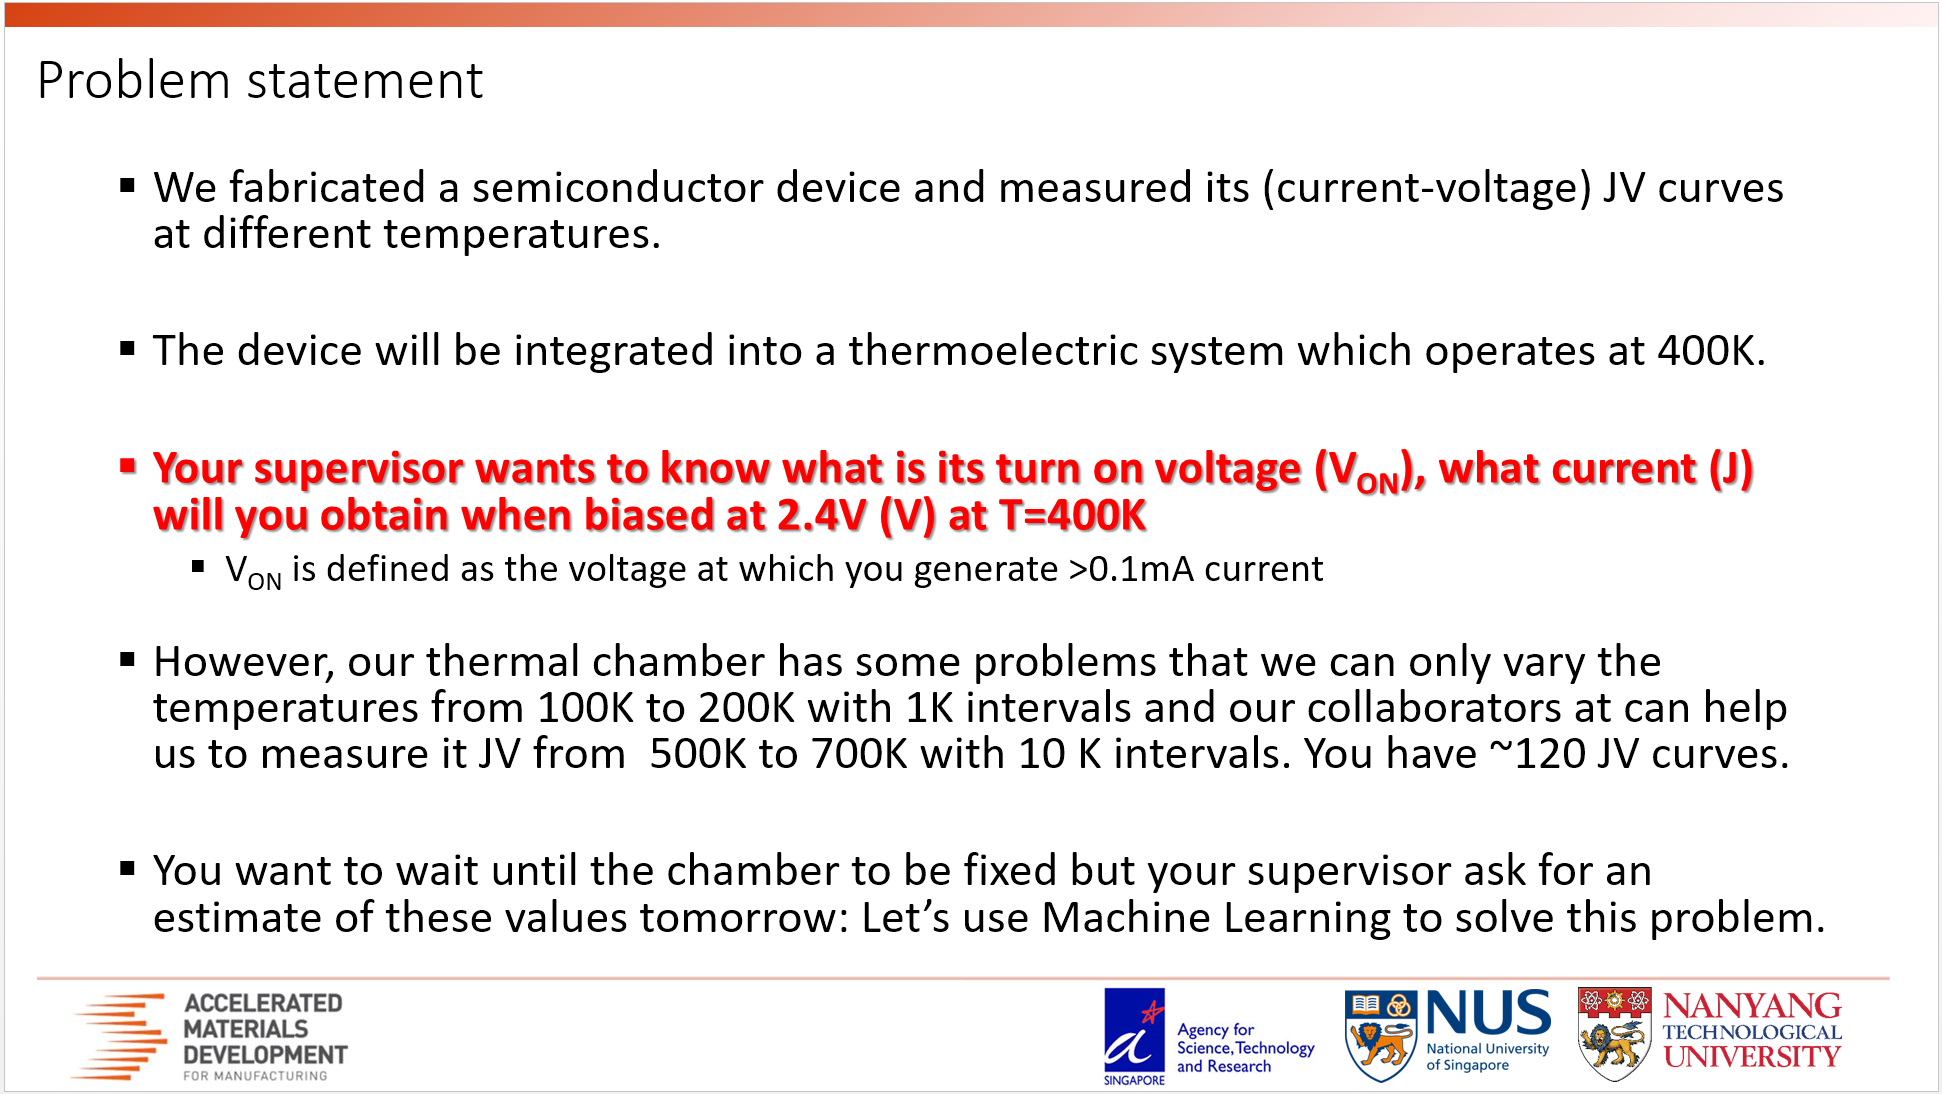 Problem statement
▪ We fabricated a semiconductor device and measured its (current-voltage) JV curves
at different temperatures.
▪ The device will be integrated into a thermoelectric system which operates at 400K.
▪ Your supervisor wants to know what is its turn on voltage (VON), what current (J)
will you obtain when biased at 2.4V (V) at T=400K
▪ VON is defined as the voltage at which you generate >0.1mA current
▪ However, our thermal chamber has some problems that we can only vary the
temperatures from 100K to 200K with 1K intervals and our collaborators at can help
us to measure it JV from  500K to 700K with 10 K intervals. You have ~120 JV curves.
▪ You want to wait until the chamber to be fixed but your supervisor ask for an
estimate of these values tomorrow: Let’s use Machine Learning to solve this problem.
ACCELERATED
MATERIALS
DEVELOPMENT
FOR MANUFACTURING
a
SINGAPORE
Agency for
Science, Technology
and Research
NUS
National University
of Singapore
NANYANG
TECHNOLOGICAL
UNIVERSITY